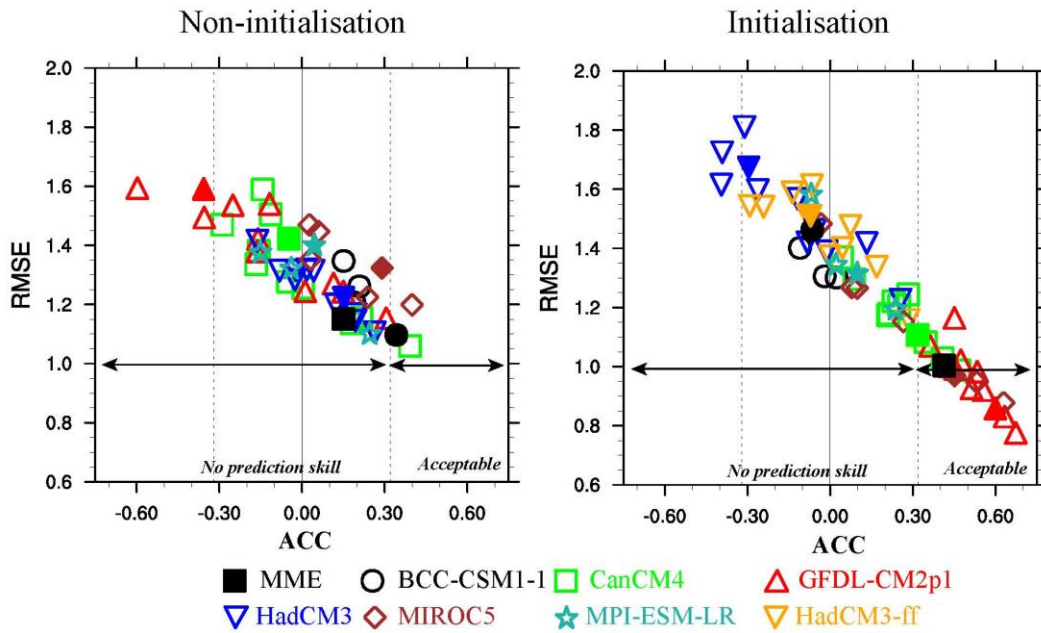 Non-initialisation
Initialisation
2.0
1.8
1.6
1.4
1.2
1.0
0.8
0.6
RMSE
No prediction skill
Acceptable
-0.60
-0.30
0.00
0.30
0.60
ACC
2.0
1.8
1.6
1.4
1.2
1.0
0.8
0.6
RMSE
No prediction skill
Acceptable
-0.60
-0.30
0.00
0.30
0.60
ACC
MME BCC-CSM1-1 CanCM4 GFDL-CM2p1
HadCM3 MIROC5 MPI-ESM-LR HadCM3-ff